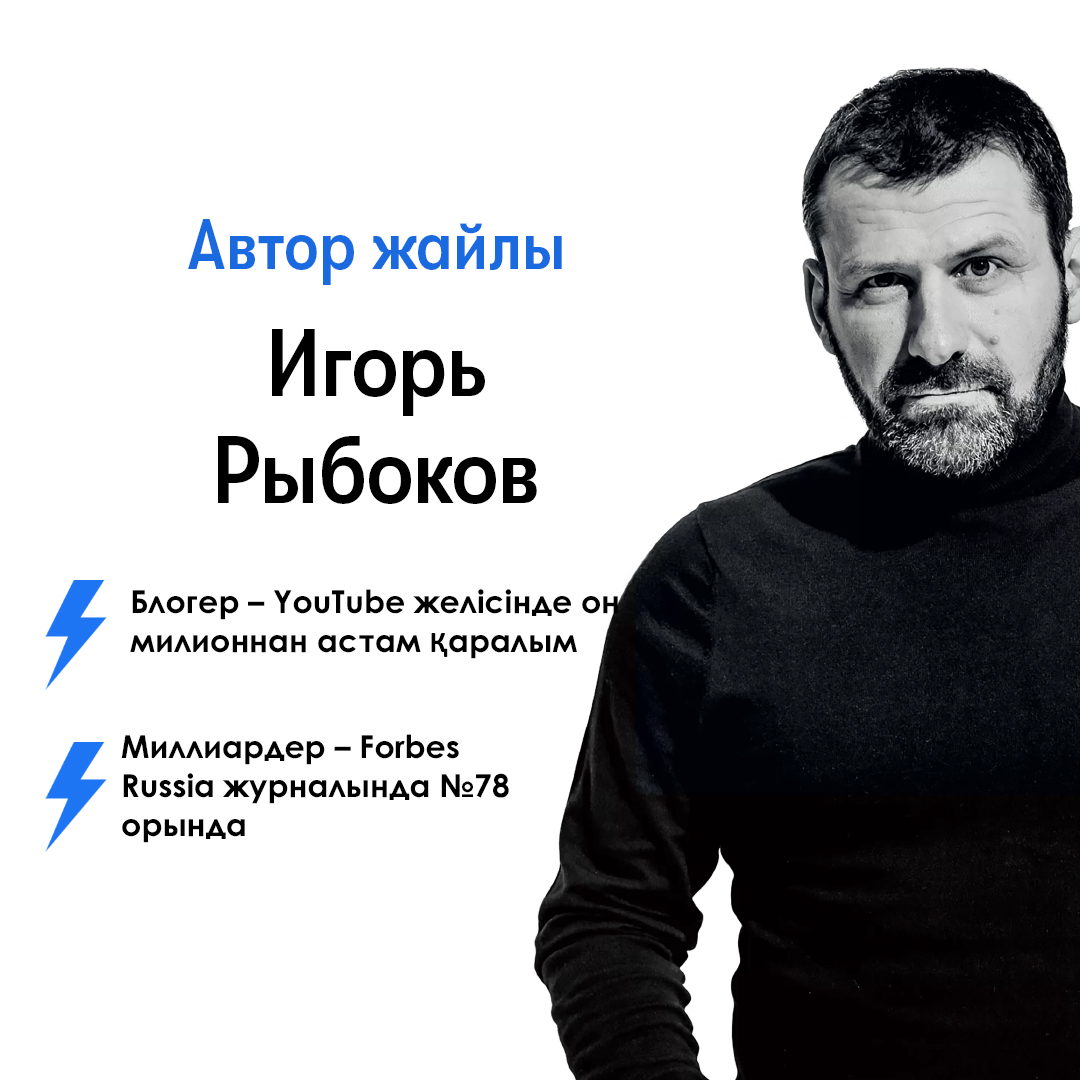 Автор жайлы
Игорь
Рыбоков
Блогер – YouTube желісінде он
милионнан астам Қаралым
Миллиардер – Forbes
Russia журналында №78
орында